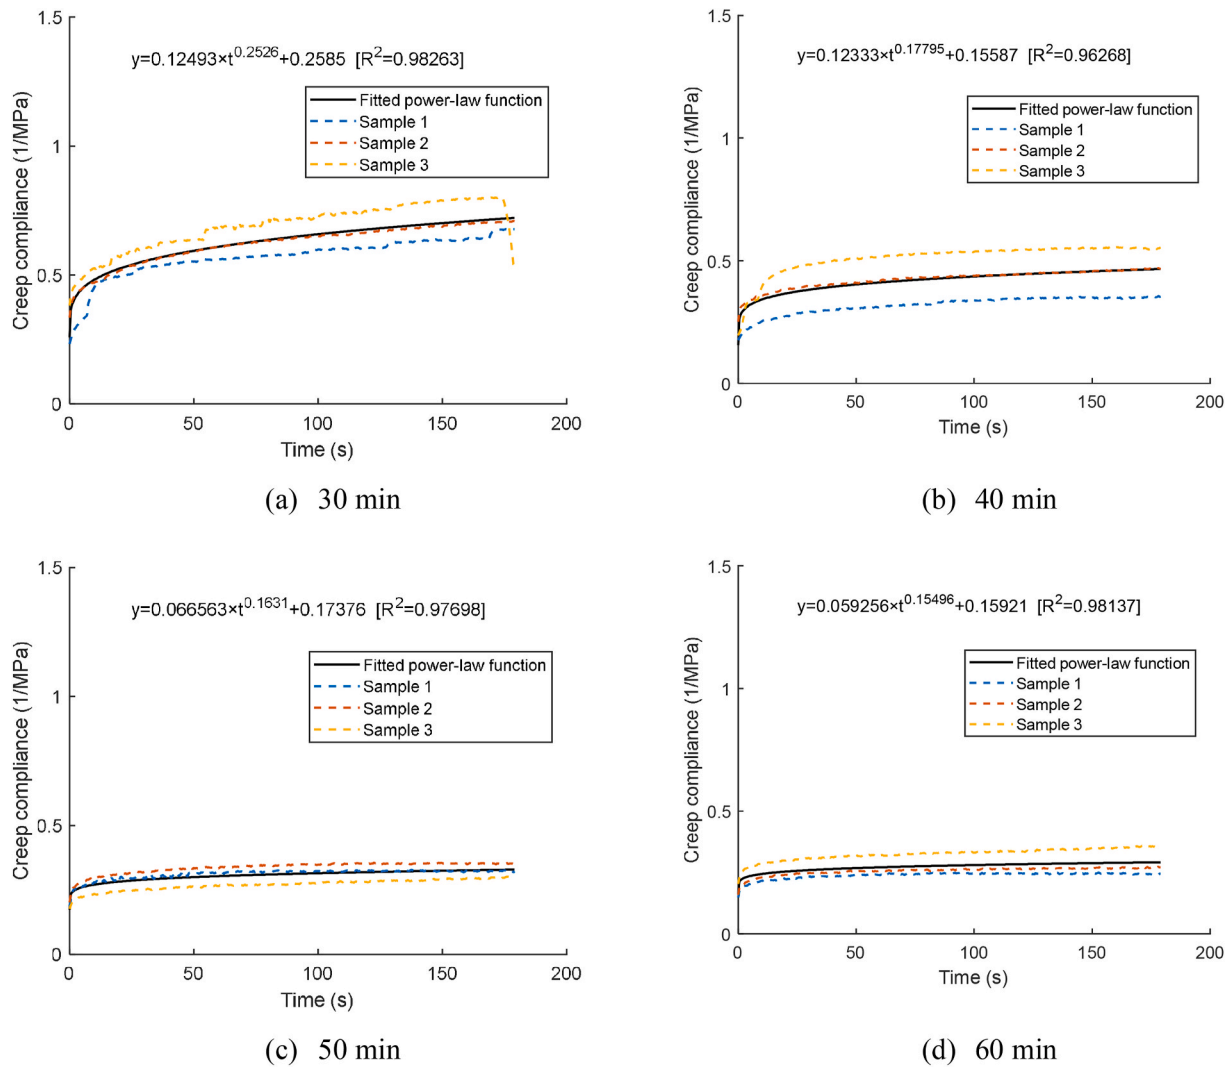 y=0.12493×t^0.2526+0.2585 [R^2=0.98263]
Fitted power-law function
Sample 1
Sample 2
Sample 3
Creep compliance (1/MPa)
1.5
1
0.5
0
0 50 100 150 200
Time (s)
(a) 30 min
y=0.12333×t^0.17795+0.15587 [R^2=0.96268]
Fitted power-law function
Sample 1
Sample 2
Sample 3
Creep compliance (1/MPa)
1.5
1
0.5
0
0 50 100 150 200
Time (s)
(b) 40 min
y=0.066563×t^0.1631+0.17376 [R^2=0.97698]
Fitted power-law function
Sample 1
Sample 2
Sample 3
Creep compliance (1/MPa)
1.5
1
0.5
0
0 50 100 150 200
Time (s)
(c) 50 min
y=0.059256×t^0.15496+0.15921 [R^2=0.98137]
Fitted power-law function
Sample 1
Sample 2
Sample 3
Creep compliance (1/MPa)
1.5
1
0.5
0
0 50 100 150 200
Time (s)
(d) 60 min